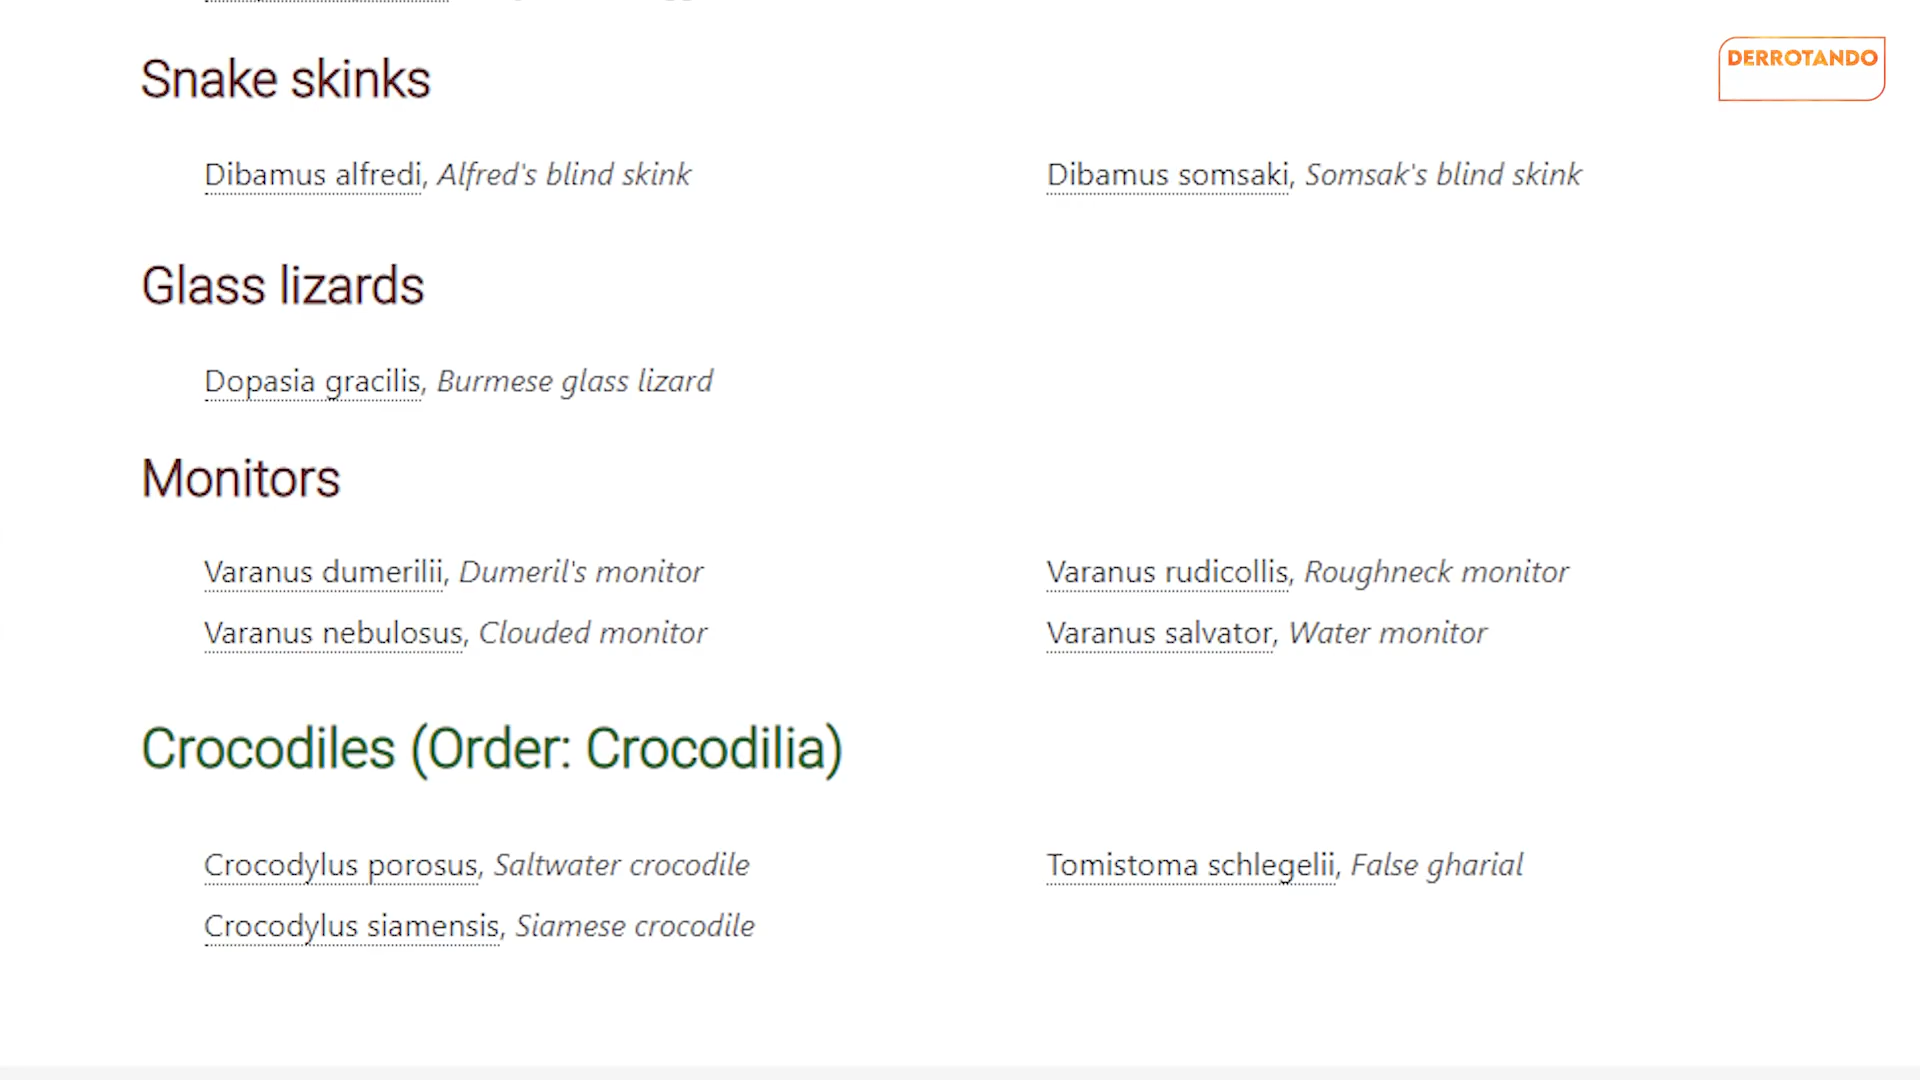 DERROTANDO
Snake skinks
Dibamus alfredi, Alfred's blind skink
Dibamus somsaki, Somsak's blind skink
Glass lizards
Dopasia gracilis, Burmese glass lizard
Monitors
Varanus dumerilii, Dumeril's monitor
Varanus rudicollis, Roughneck monitor
Varanus nebulosus, Clouded monitor
Varanus salvator, Water monitor
Crocodiles (Order: Crocodilia)
Crocodylus porosus, Saltwater crocodile
Tomistoma schlegelii, False gharial
Crocodylus siamensis, Siamese crocodile